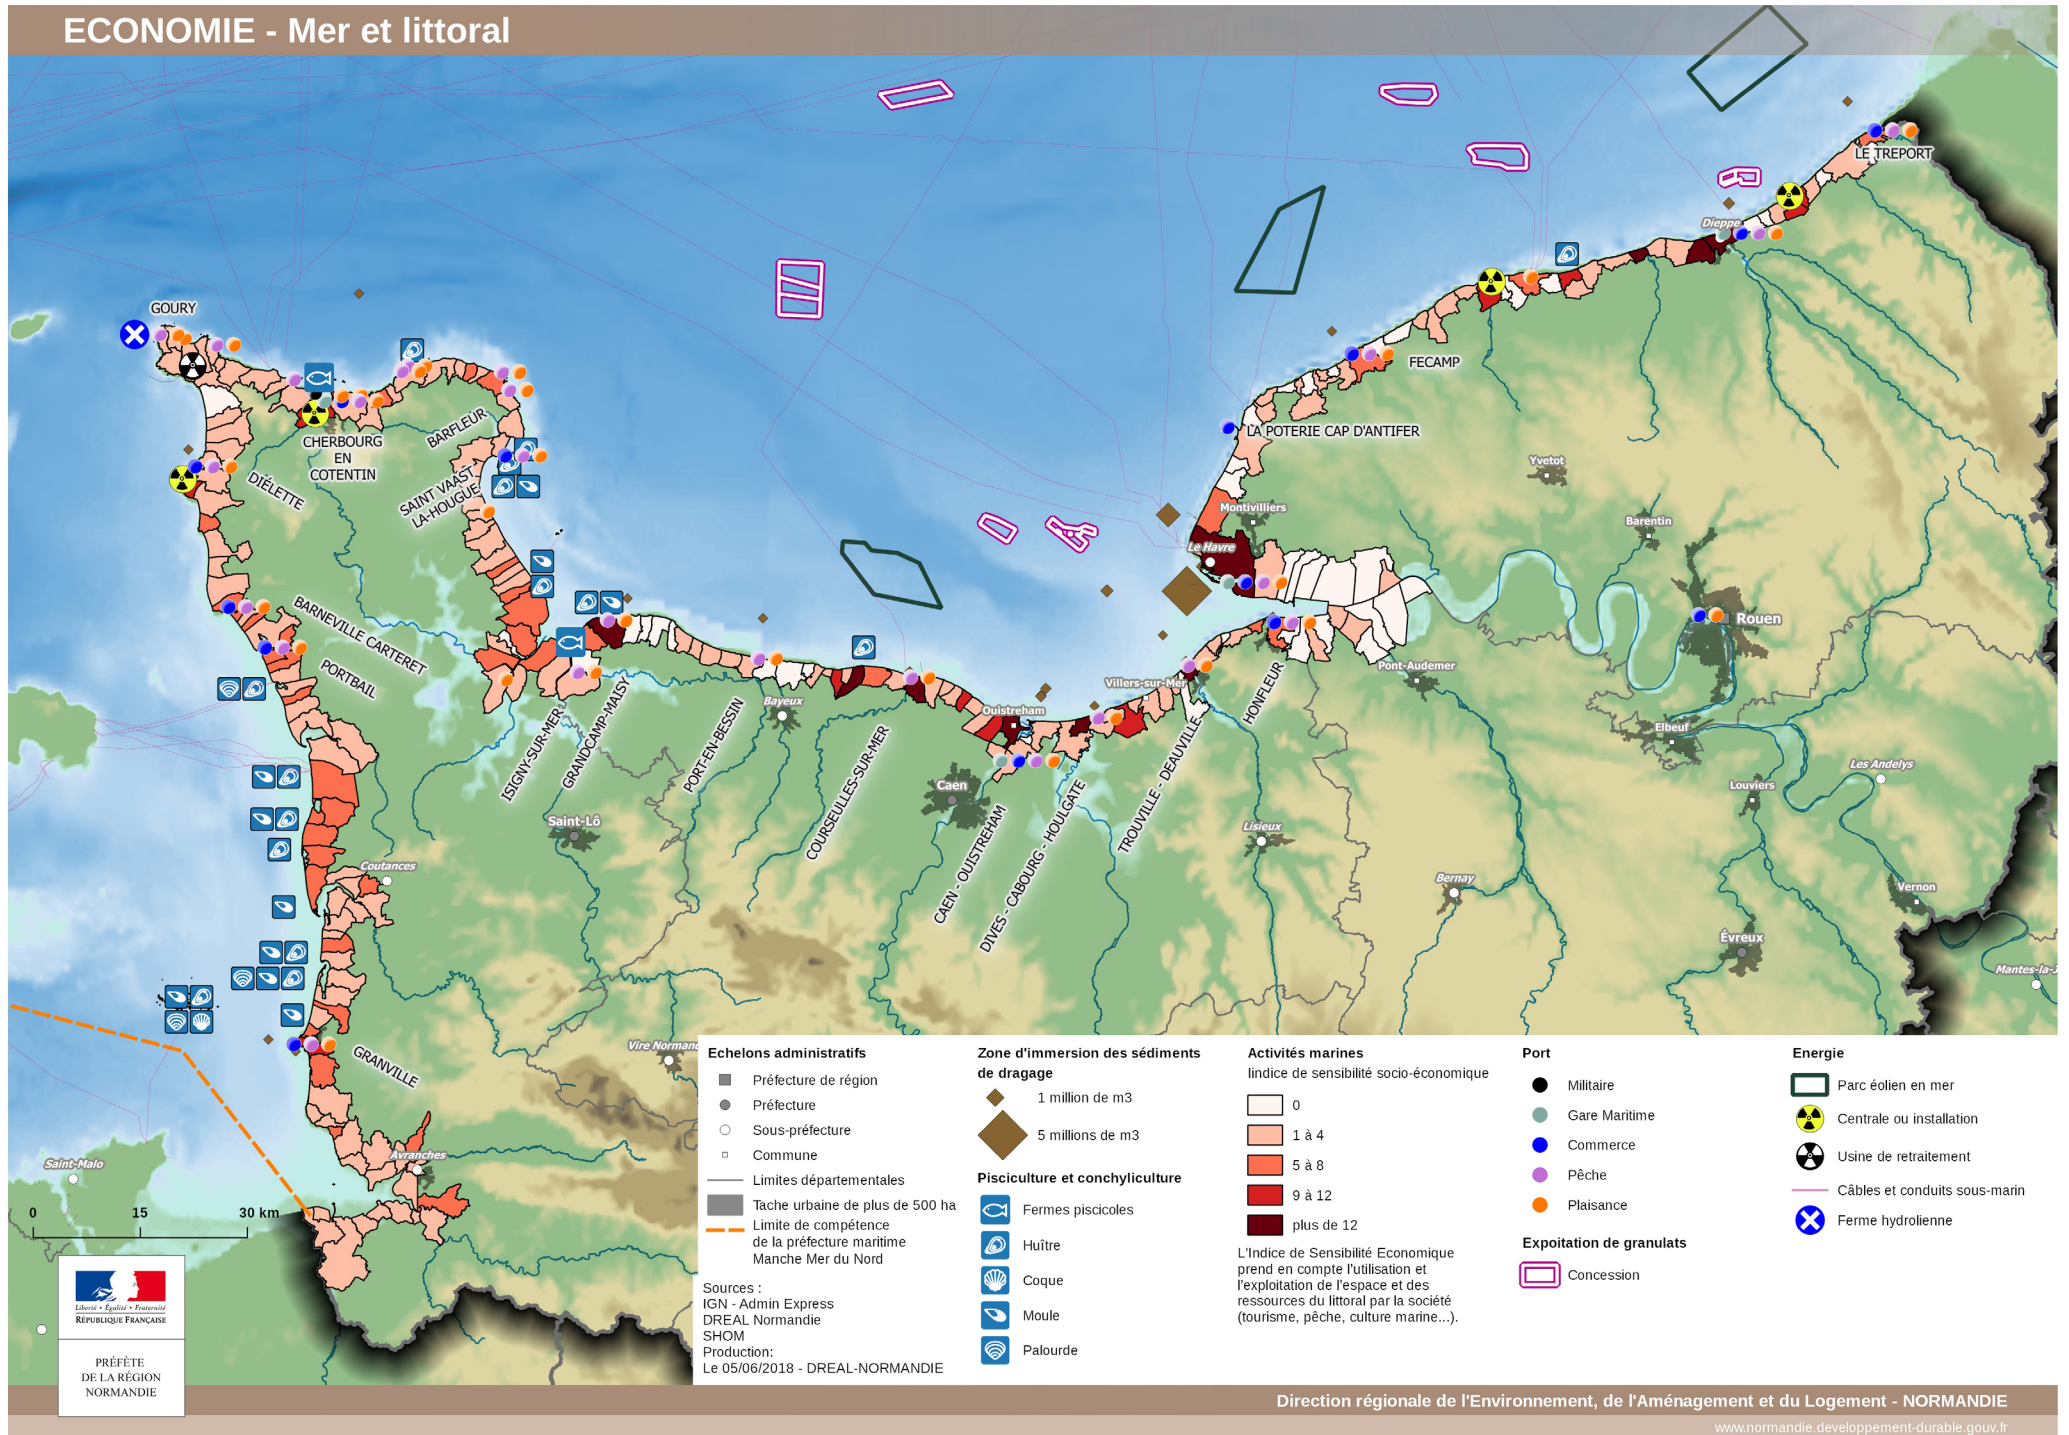 ECONOMIE - Mer et littoral
LE TREPORT
Dieppe
GOURY
FECAMP
LA POTERIE CAP D'ANTIFER
CHERBOURG
EN
COTENTIN
BARFLEUR
SAINT VAAST
LA-HOUGUE
DIÉLETTE
Yvetot
Montivilliers
Barentin
Le Havre
BARNEVILLE CARTERET
PORTBAIL
Rouen
Pont-Audemer
Villers-sur-Mer
HONFLEUR
Bayeux
Ouistreham
Elbeuf
ISIGNY-SUR-MER
GRANDCAMP-MAISY
PORT-EN-BESSIN
COURSEULLES-SUR-MER
CAEN - OUISTREHAM
DIVES - CABOURG - HOULGATE
TROUVILLE - DEAUVILLE
Les Andelys
Caen
Louviers
Saint-Lô
Lisieux
Coutances
Bernay
Vernon
Évreux
Mantes-la-J
GRANVILLE
Vire Normand
Avranches
Saint-Malo
0 15 30 km
Echelons administratifs
Préfecture de région
Préfecture
Sous-préfecture
Commune
Limites départementales
Tache urbaine de plus de 500 ha
Limite de compétence
de la préfecture maritime
Manche Mer du Nord
Sources :
IGN - Admin Express
DREAL Normandie
SHOM
Production:
Le 05/06/2018 - DREAL-NORMANDIE
Zone d'immersion des sédiments
de dragage
1 million de m3
5 millions de m3
Pisciculture et conchyliculture
Fermes piscicoles
Huître
Coque
Moule
Palourde
Activités marines
Iindice de sensibilité socio-économique
0
1 à 4
5 à 8
9 à 12
plus de 12
L'Indice de Sensibilité Economique
prend en compte l'utilisation et
l'exploitation de l'espace et des
ressources du littoral par la société
(tourisme, pêche, culture marine...).
Port
Militaire
Gare Maritime
Commerce
Pêche
Plaisance
Expoitation de granulats
Concession
Energie
Parc éolien en mer
Centrale ou installation
Usine de retraitement
Câbles et conduits sous-marin
Ferme hydrolienne
Liberté • Égalité • Fraternité
RÉPUBLIQUE FRANÇAISE
PRÉFÈTE
DE LA RÉGION
NORMANDIE
Direction régionale de l'Environnement, de l'Aménagement et du Logement - NORMANDIE
www.normandie.developpement-durable.gouv.fr